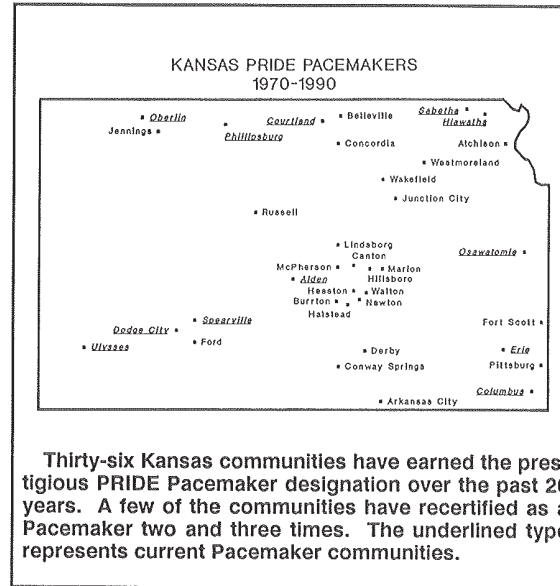 KANSAS PRIDE PACEMAKERS
1970-1990
Oberlin
Jennings
Phillipsburg
Courtland
Belleville
Sabetha
Hiawatha
Concordia
Atchison
Westmoreland
Wakefield
Junction City
Russell
Lindsborg
Canton
McPherson
Marion
Hillsboro
Alden
Hesston
Walton
Burrton
Newton
Halstead
Osawatomie
Spearville
Dodge City
Ford
Ulysses
Fort Scott
Derby
Erie
Conway Springs
Pittsburg
Columbus
Arkansas City
Thirty-six Kansas communities have earned the pres
tigious PRIDE Pacemaker designation over the past 20
years. A few of the communities have recertified as a
Pacemaker two and three times. The underlined type
represents current Pacemaker communities.